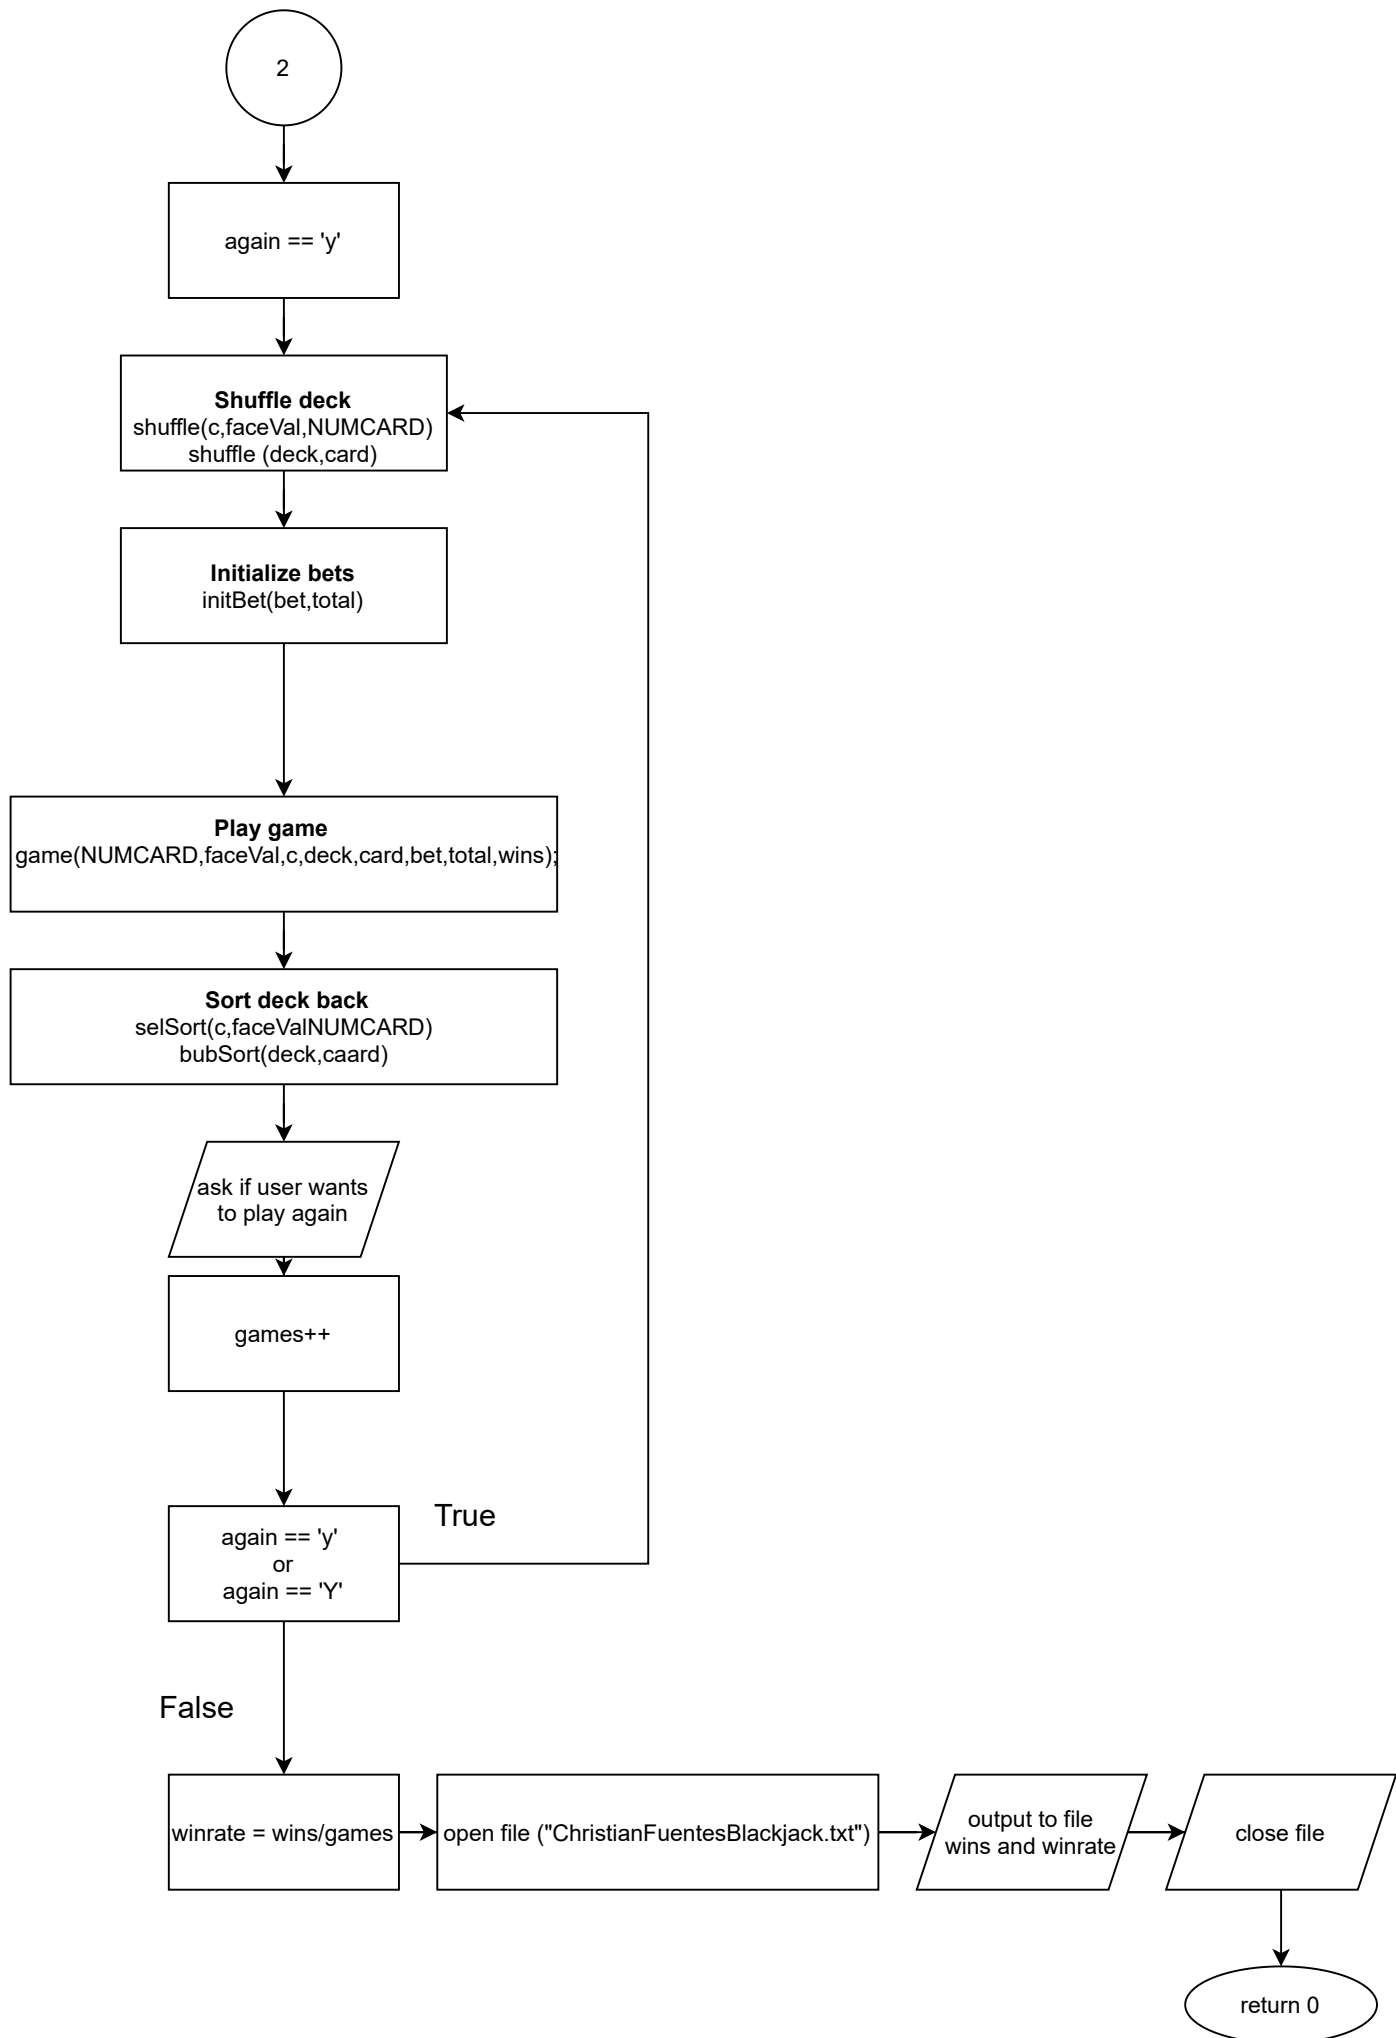 2
again == 'y'
Shuffle deck
shuffle(c,faceVal,NUMCARD)
shuffle (deck,card)
Initialize bets
initBet(bet,total)
Play game
game(NUMCARD,faceVal,c,deck,card,bet,total,wins);
Sort deck back
selSort(c,faceValNUMCARD)
bubSort(deck,caard)
ask if user wants
to play again
games++
again == 'y'
or
again == 'Y'
True
False
winrate = wins/games
open file ("ChristianFuentesBlackjack.txt")
output to file
wins and winrate
close file
return 0